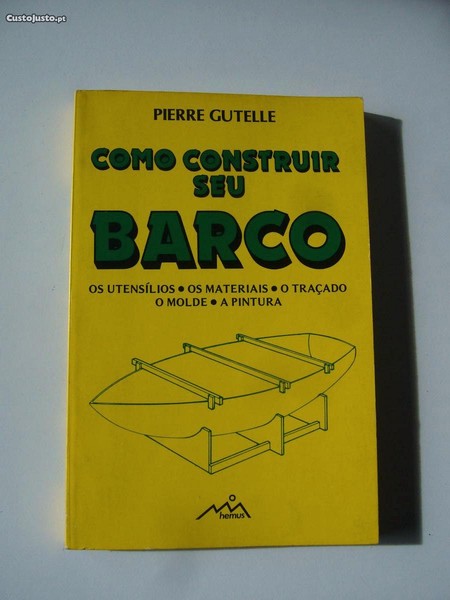 CustoJusto.pt
PIERRE GUTELLE
COMO CONSTRUIR
SEU
BARCO
OS UTENSÍLIOS • OS MATERIAIS • O TRAÇADO
O MOLDE • A PINTURA
hemus